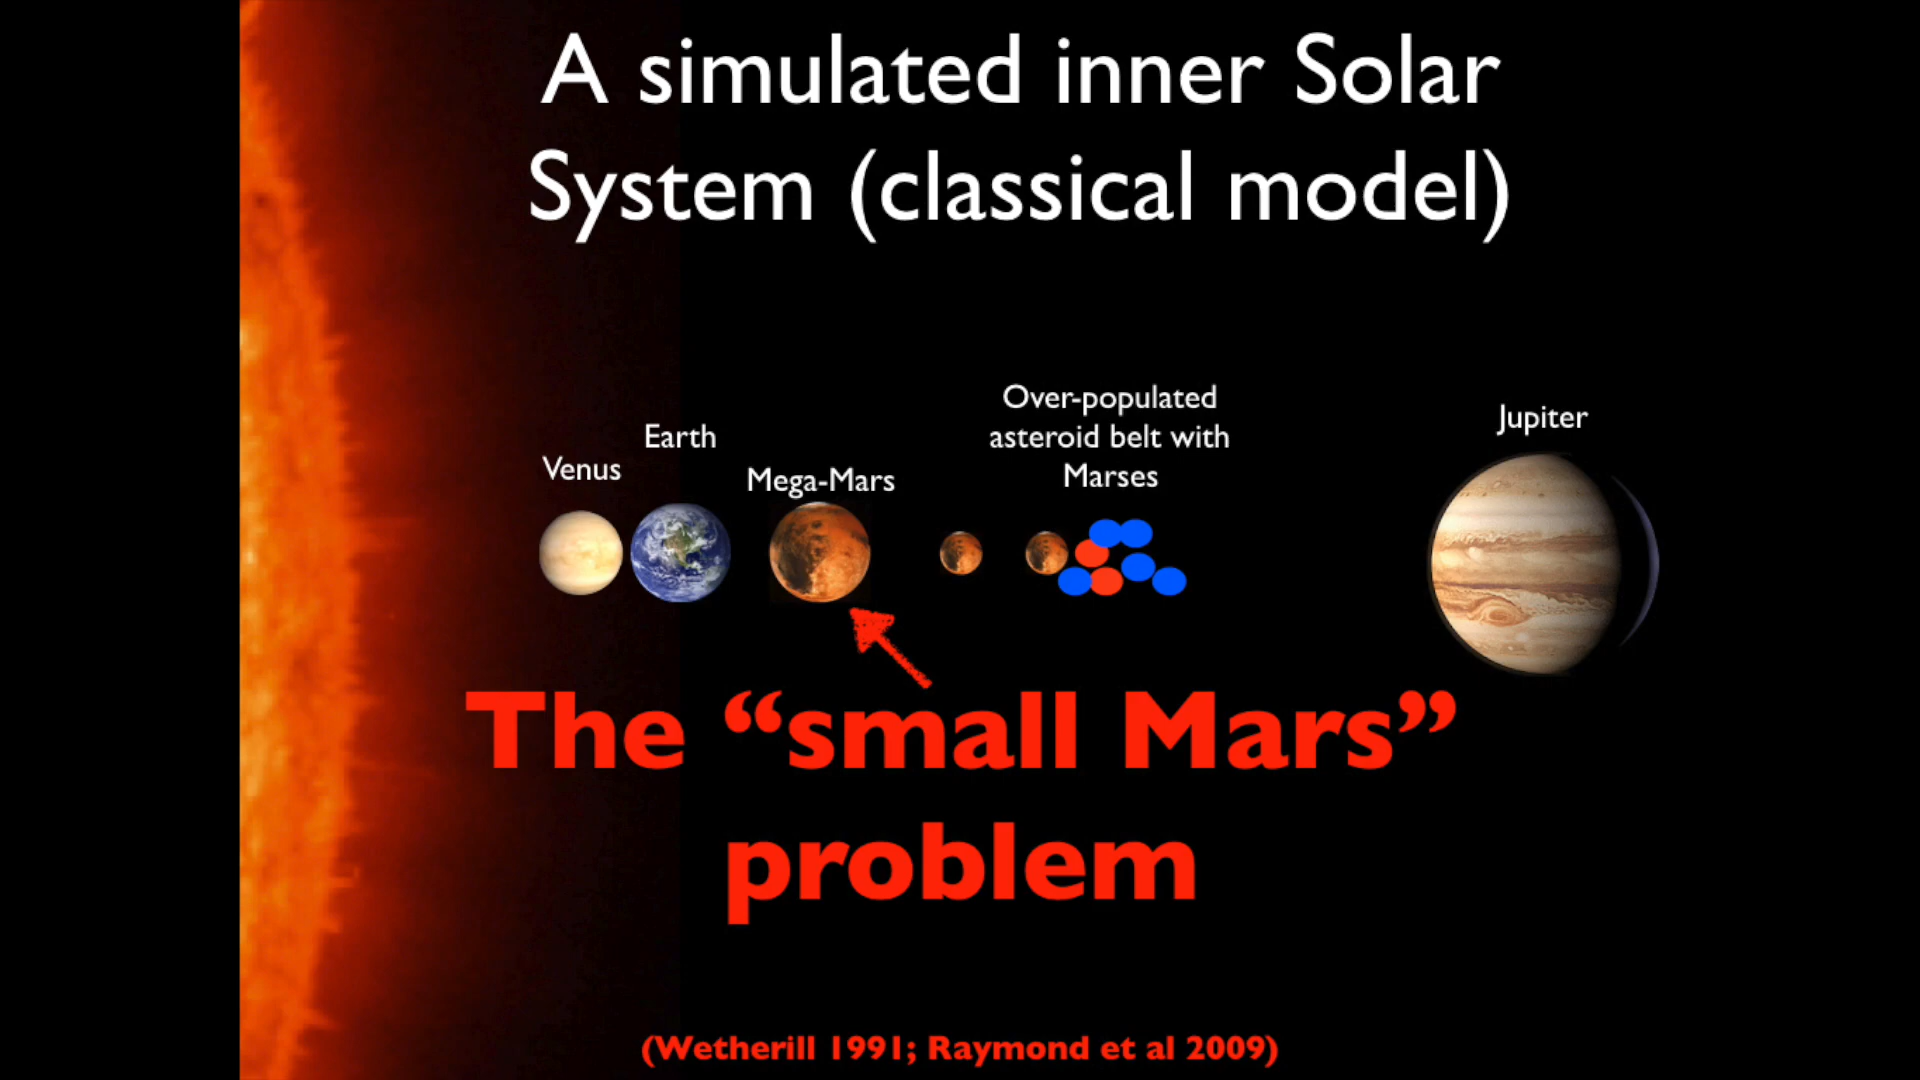 A simulated inner Solar
System (classical model)
Over-populated
asteroid belt with
Marses
Jupiter
Earth
Venus
Mega-Mars
The “small Mars”
problem
(Wetherill 1991; Raymond et al 2009)